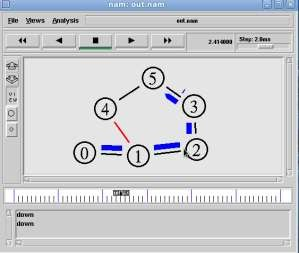 nam: out.nam
File Views Analysis out.nam
2.414000 Step: 2.0ms
5
4 3
0 1 2
down
down